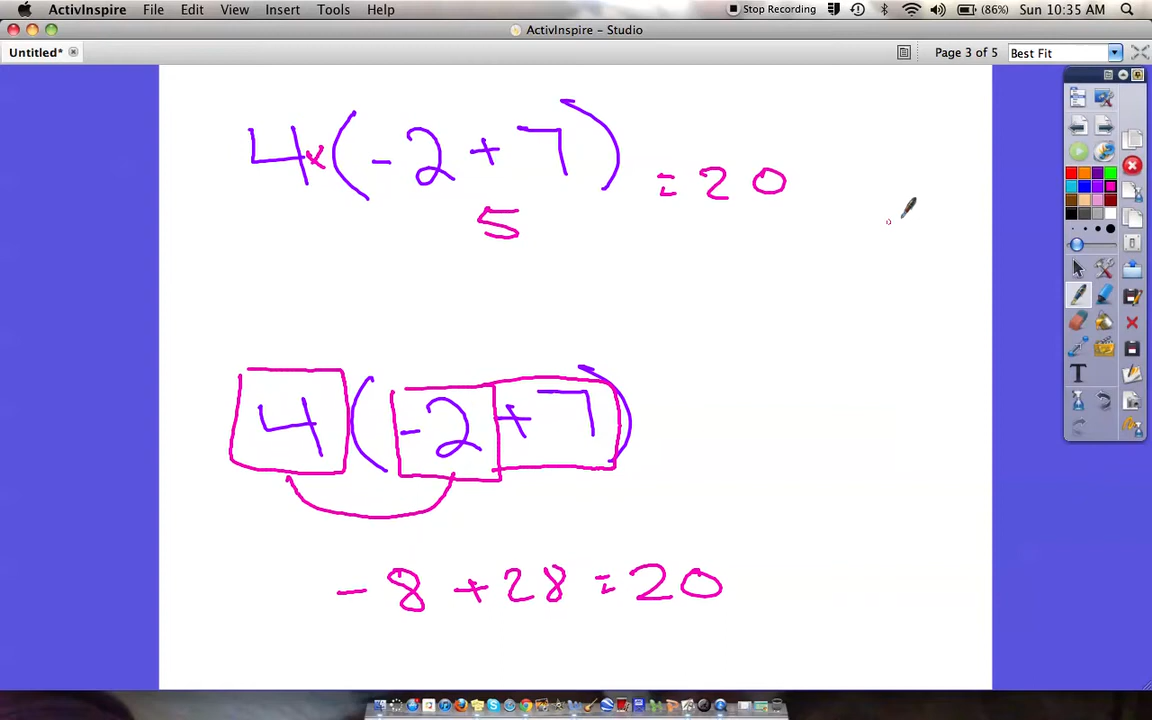 ActivInspire File Edit View Insert Tools Help Stop Recording (86%) Sun 10:35 AM
ActivInspire - Studio
Untitled* Page 3 of 5 Best Fit
4×(-2+7) =20
5
4(-2+7)
-8+28=20